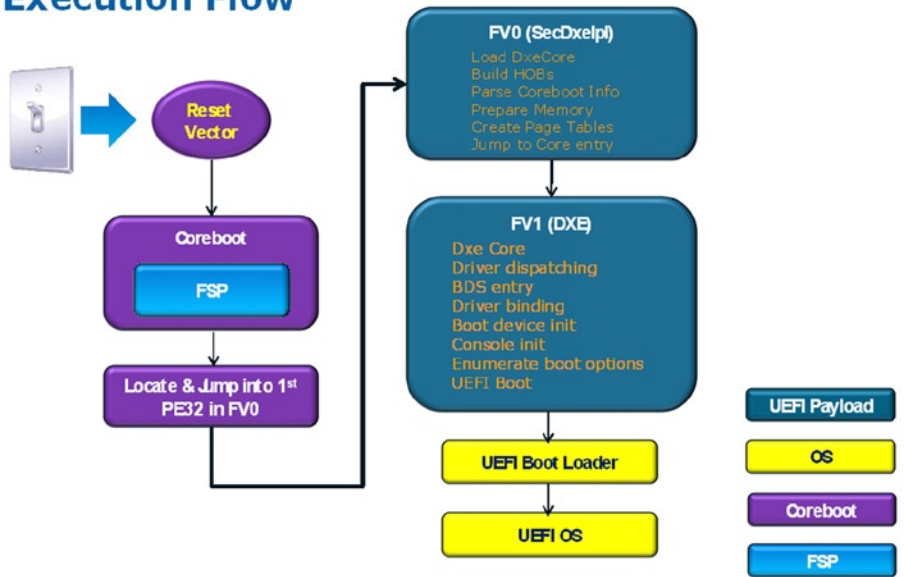 Execution Flow
Reset
Vector
Coreboot
FSP
Locate & Jump into 1st
PE32 in FV0
FV0 (SecDxeIpl)
Load DxeCore
Build HOBs
Parse Coreboot Info
Prepare Memory
Create Page Tables
Jump to Core entry
FV1 (DXE)
Dxe Core
Driver dispatching
BDS entry
Driver binding
Boot device init
Console init
Enumerate boot options
UEFI Boot
UEFI Boot Loader
UEFI OS
UEFI Payload
OS
Coreboot
FSP